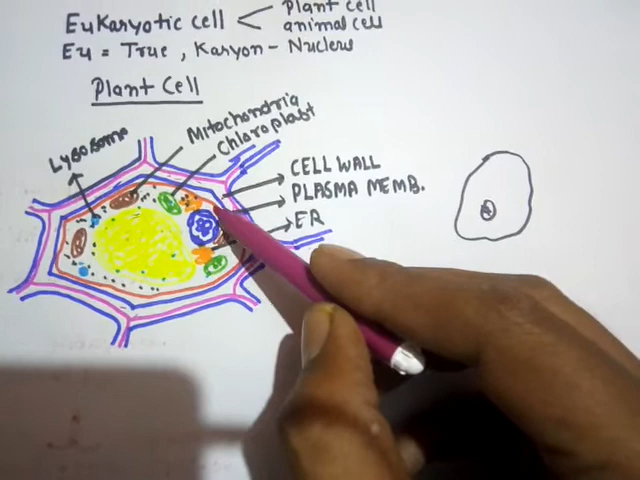 Eukaryotic cell
Plant cell
animal cell
Eu = True, Karyon - Nucleus
Plant Cell
Lysosome
Mitochondria
Chloroplast
CELL WALL
PLASMA MEMB.
ER